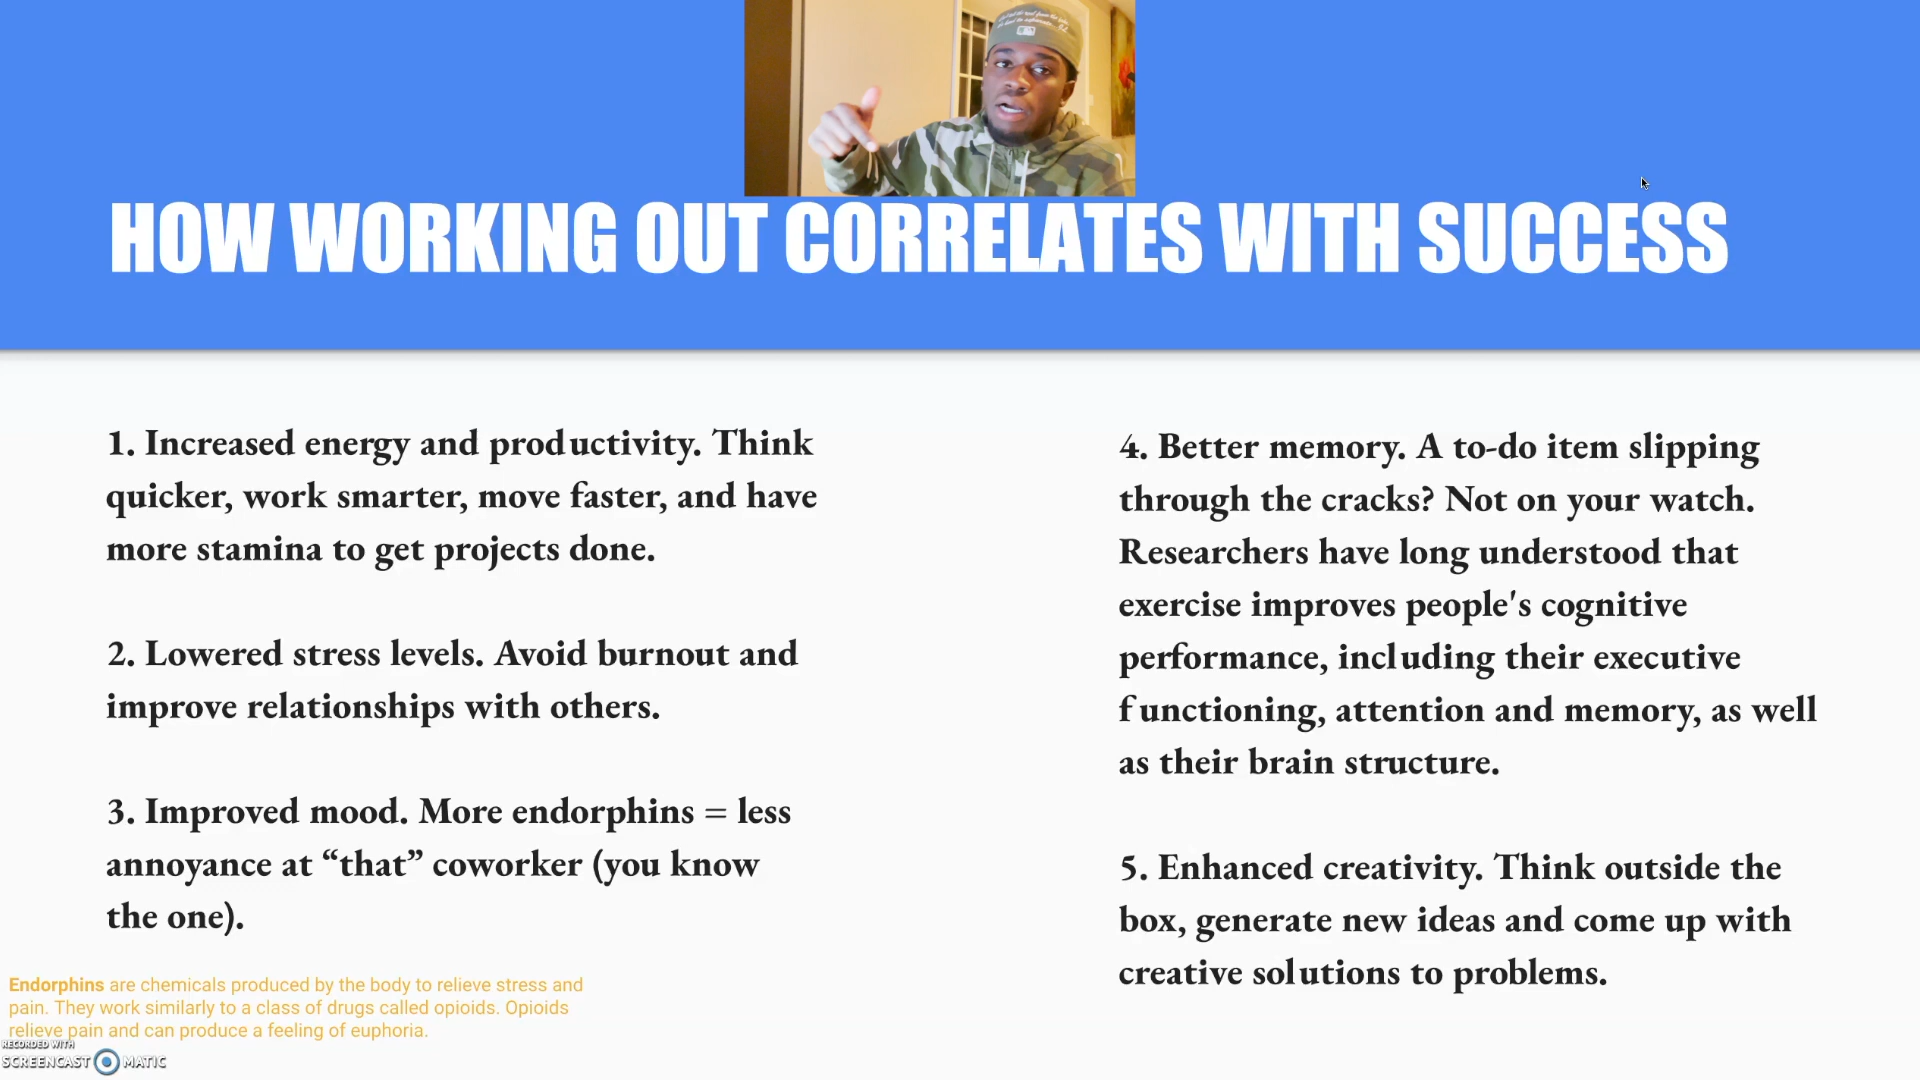 HOW WORKING OUT CORRELATES WITH SUCCESS
1. Increased energy and productivity. Think
quicker, work smarter, move faster, and have
more stamina to get projects done.
2. Lowered stress levels. Avoid burnout and
improve relationships with others.
3. Improved mood. More endorphins = less
annoyance at “that” coworker (you know
the one).
4. Better memory. A to-do item slipping
through the cracks? Not on your watch.
Researchers have long understood that
exercise improves people's cognitive
performance, including their executive
functioning, attention and memory, as well
as their brain structure.
5. Enhanced creativity. Think outside the
box, generate new ideas and come up with
creative solutions to problems.
Endorphins are chemicals produced by the body to relieve stress and
pain. They work similarly to a class of drugs called opioids. Opioids
relieve pain and can produce a feeling of euphoria.
RECORDED WITH
SCREENCAST MATIC